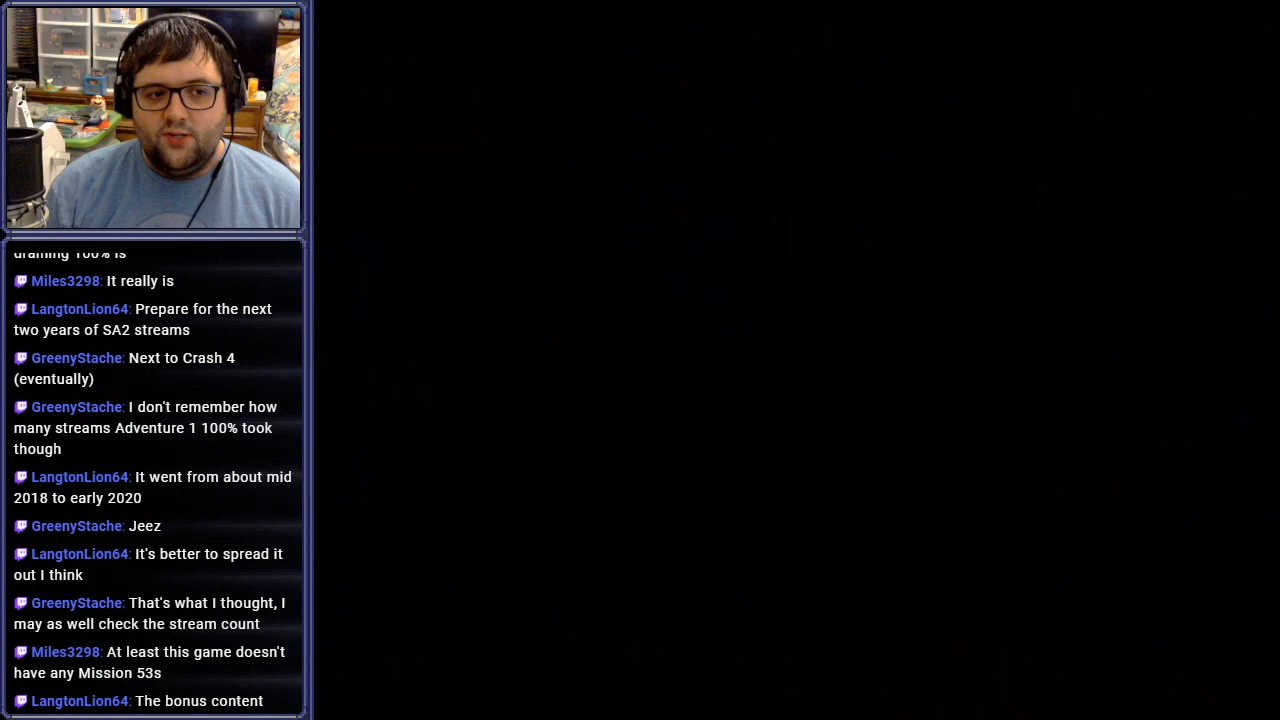 draining 100% is
Miles3298: It really is
LangtonLion64: Prepare for the next
two years of SA2 streams
GreenyStache: Next to Crash 4
(eventually)
GreenyStache: I don't remember how
many streams Adventure 1 100% took
though
LangtonLion64: It went from about mid
2018 to early 2020
GreenyStache: Jeez
LangtonLion64: It's better to spread it
out I think
GreenyStache: That's what I thought, I
may as well check the stream count
Miles3298: At least this game doesn't
have any Mission 53s
LangtonLion64: The bonus content